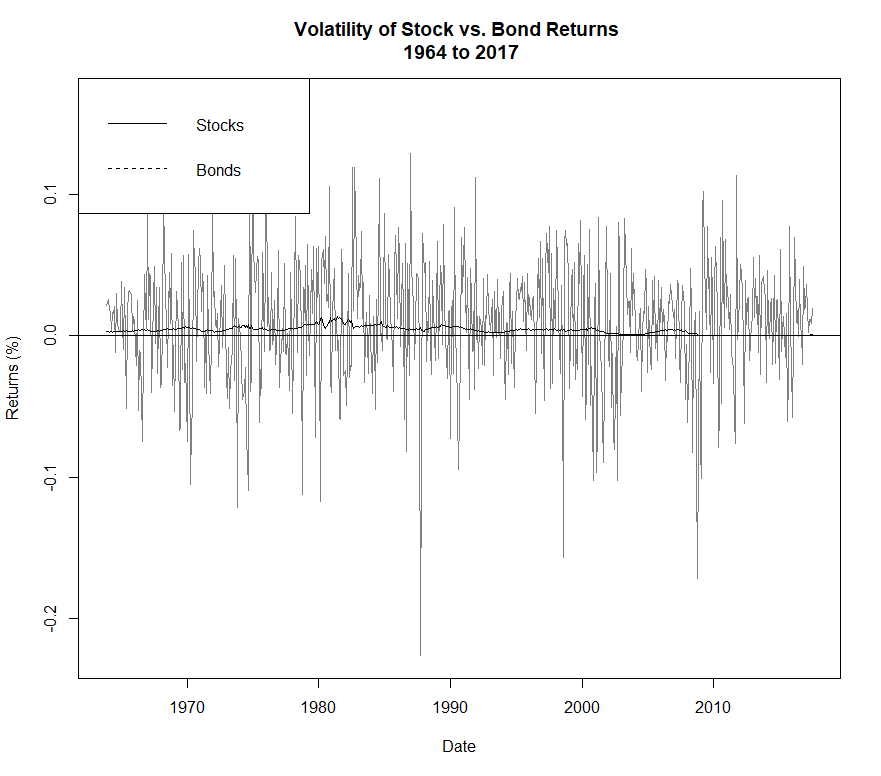 Volatility of Stock vs. Bond Returns
1964 to 2017
Stocks
Bonds
0.1
0.0
-0.1
-0.2
Returns (%)
1970 1980 1990 2000 2010
Date